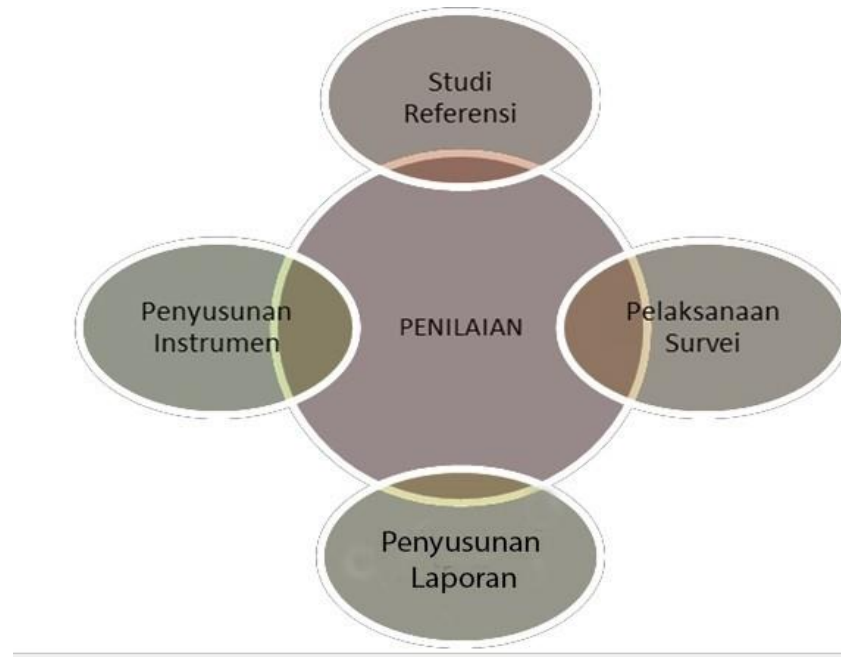 Studi
Referensi
Penyusunan
Instrumen
PENILAIAN
Pelaksanaan
Survei
Penyusunan
Laporan